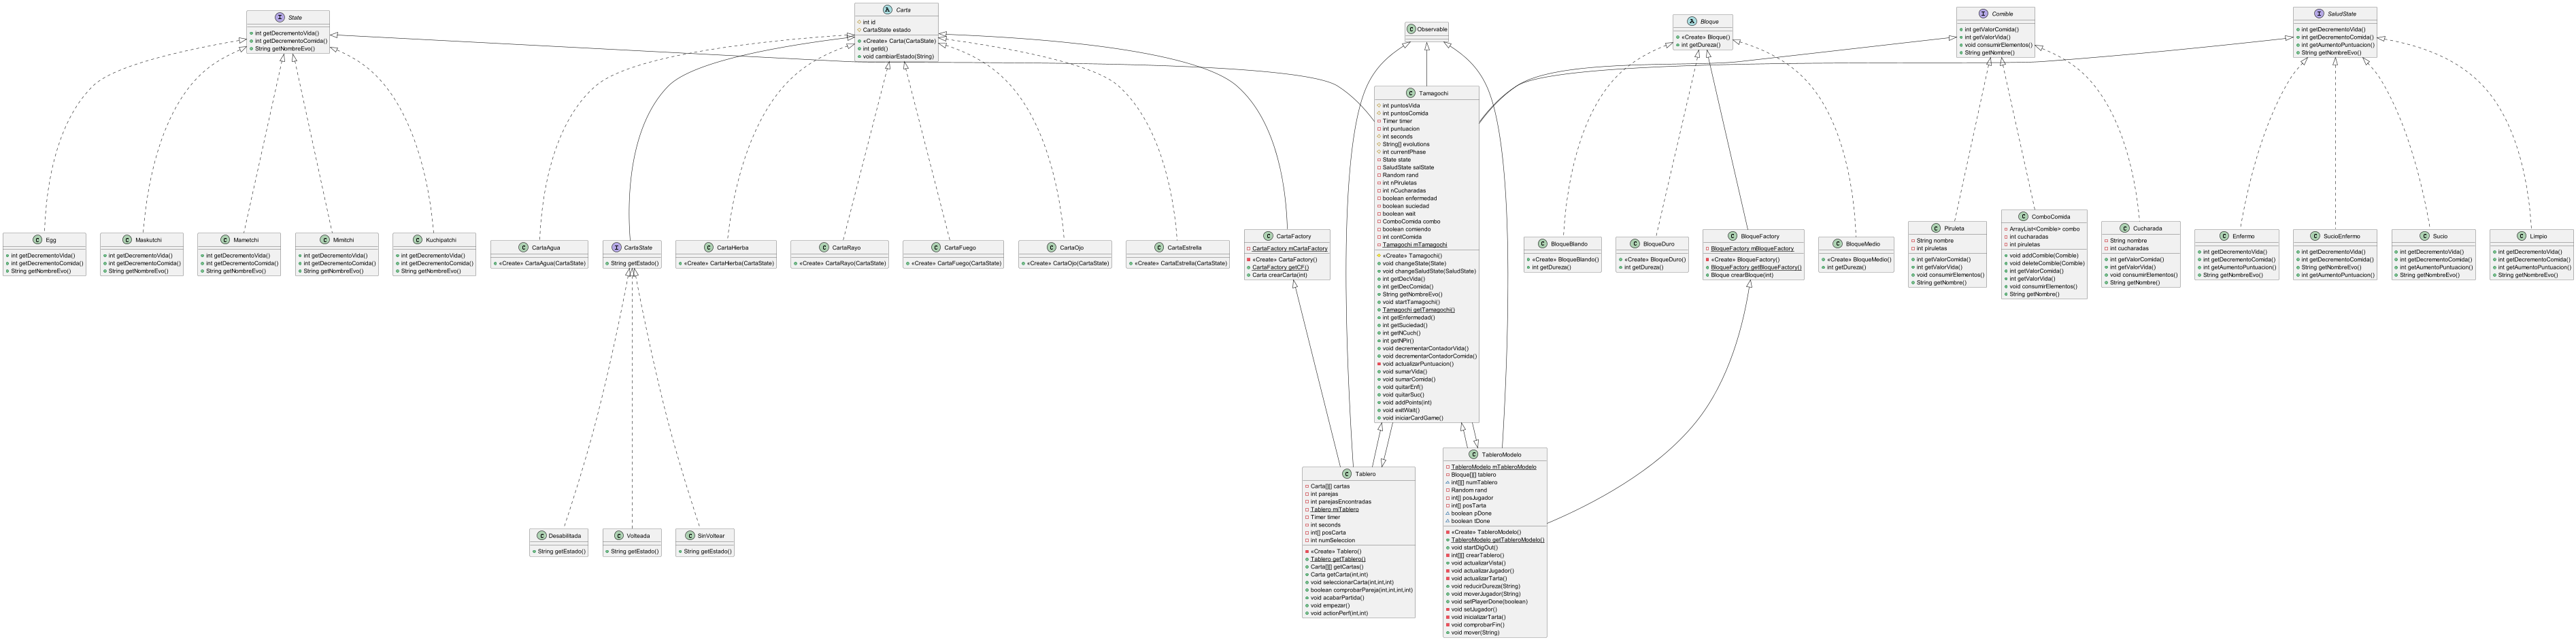 I State
int getDecrementoVida()
int getDecrementoComida()
String getNombreEvo()
A Carta
int id
CartaState estado
«Create» Carta(CartaState)
int getId()
void cambiarEstado(String)
C Observable
A Bloque
«Create» Bloque()
int getDureza()
I Comible
int getValorComida()
int getValorVida()
void consumirElementos()
String getNombre()
I SaludState
int getDecrementoVida()
int getDecrementoComida()
int getAumentoPuntuacion()
String getNombreEvo()
C Tamagochi
int puntosVida
int puntosComida
Timer timer
int puntuacion
int seconds
String[] evolutions
int currentPhase
State state
SaludState salState
Random rand
int nPiruletas
int nCucharadas
boolean enfermedad
boolean suciedad
boolean wait
ComboComida combo
boolean comiendo
int contComida
Tamagochi mTamagochi
«Create» Tamagochi()
void changeState(State)
void changeSaludState(SaludState)
int getDecVida()
int getDecComida()
String getNombreEvo()
void startTamagochi()
Tamagochi getTamagochi()
int getEnfermedad()
int getSuciedad()
int getNCuch()
int getNPir()
void decrementarContadorVida()
void decrementarContadorComida()
void actualizarPuntuacion()
void sumarVida()
void sumarComida()
void quitarEnf()
void quitarSuc()
void addPoints(int)
void exitWait()
void iniciarCardGame()
C Egg
int getDecrementoVida()
int getDecrementoComida()
String getNombreEvo()
C Maskutchi
int getDecrementoVida()
int getDecrementoComida()
String getNombreEvo()
C Mametchi
int getDecrementoVida()
int getDecrementoComida()
String getNombreEvo()
C Mimitchi
int getDecrementoVida()
int getDecrementoComida()
String getNombreEvo()
C Kuchipatchi
int getDecrementoVida()
int getDecrementoComida()
String getNombreEvo()
C CartaAgua
«Create» CartaAgua(CartaState)
I CartaState
String getEstado()
C CartaHierba
«Create» CartaHierba(CartaState)
C CartaRayo
«Create» CartaRayo(CartaState)
C CartaFuego
«Create» CartaFuego(CartaState)
C CartaOjo
«Create» CartaOjo(CartaState)
C CartaEstrella
«Create» CartaEstrella(CartaState)
C CartaFactory
CartaFactory mCartaFactory
«Create» CartaFactory()
CartaFactory getCF()
Carta crearCarta(int)
C BloqueBlando
«Create» BloqueBlando()
int getDureza()
C BloqueDuro
«Create» BloqueDuro()
int getDureza()
C BloqueFactory
BloqueFactory mBloqueFactory
«Create» BloqueFactory()
BloqueFactory getBloqueFactory()
Bloque crearBloque(int)
C BloqueMedio
«Create» BloqueMedio()
int getDureza()
C Piruleta
String nombre
int piruletas
int getValorComida()
int getValorVida()
void consumirElementos()
String getNombre()
C ComboComida
ArrayList<Comible> combo
int cucharadas
int piruletas
void addComible(Comible)
void deleteComible(Comible)
int getValorComida()
int getValorVida()
void consumirElementos()
String getNombre()
C Cucharada
String nombre
int cucharadas
int getValorComida()
int getValorVida()
void consumirElementos()
String getNombre()
C Enfermo
int getDecrementoVida()
int getDecrementoComida()
int getAumentoPuntuacion()
String getNombreEvo()
C SucioEnfermo
int getDecrementoVida()
int getDecrementoComida()
String getNombreEvo()
int getAumentoPuntuacion()
C Sucio
int getDecrementoVida()
int getDecrementoComida()
int getAumentoPuntuacion()
String getNombreEvo()
C Limpio
int getDecrementoVida()
int getDecrementoComida()
int getAumentoPuntuacion()
String getNombreEvo()
C Desabilitada
String getEstado()
C Volteada
String getEstado()
C SinVoltear
String getEstado()
C Tablero
Carta[][] cartas
int parejas
int parejasEncontradas
Tablero miTablero
Timer timer
int seconds
int[] posCarta
int numSeleccion
«Create» Tablero()
Tablero getTablero()
Carta[][] getCartas()
Carta getCarta(int,int)
void seleccionarCarta(int,int,int)
boolean comprobarPareja(int,int,int,int)
void acabarPartida()
void empezar()
void actionPerf(int,int)
C TableroModelo
TableroModelo mTableroModelo
Bloque[][] tablero
int[][] numTablero
Random rand
int[] posJugador
int[] posTarta
boolean pDone
boolean tDone
«Create» TableroModelo()
TableroModelo getTableroModelo()
void startDigOut()
int[][] crearTablero()
void actualizarVista()
void actualizarJugador()
void actualizarTarta()
void reducirDureza(String)
void moverJugador(String)
void setPlayerDone(boolean)
void setJugador()
void inicializarTarta()
void comprobarFin()
void mover(String)